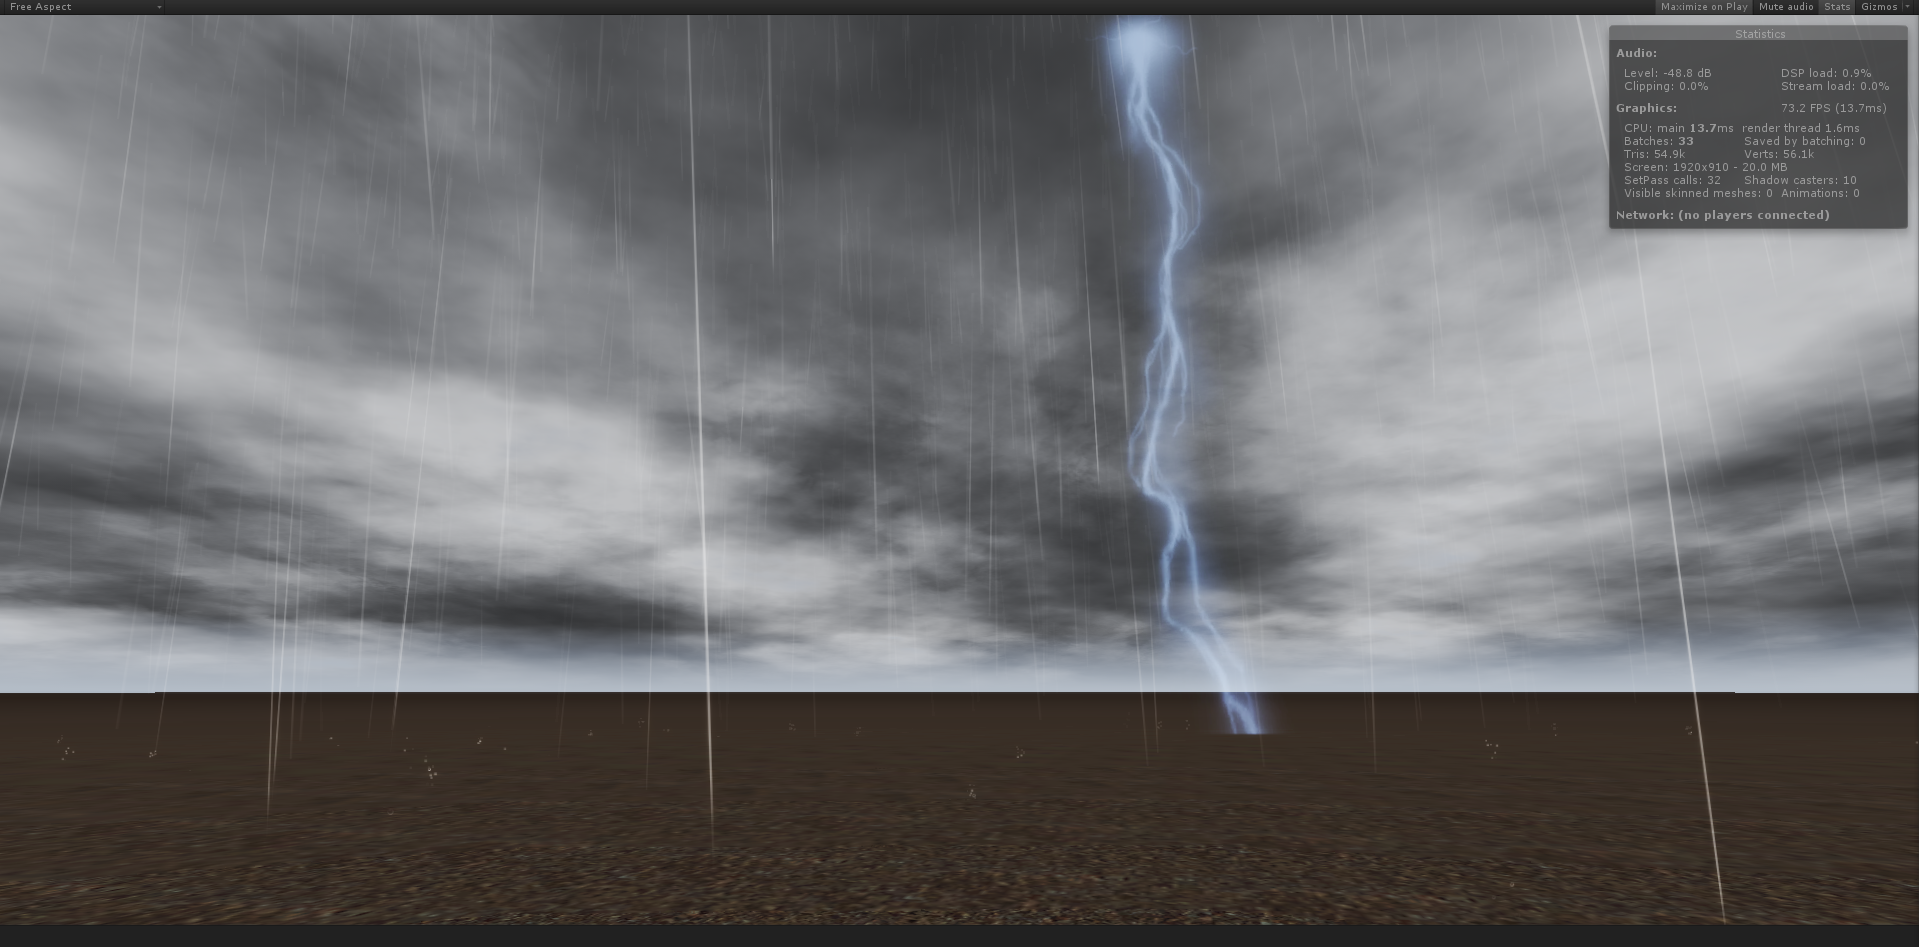 Free Aspect
Maximize on Play Mute audio Stats Gizmos
Statistics
Audio:
Level: -48.8 dB DSP load: 0.9%
Clipping: 0.0% Stream load: 0.0%
Graphics: 73.2 FPS (13.7ms)
CPU: main 13.7ms render thread 1.6ms
Batches: 33 Saved by batching: 0
Tris: 54.9k Verts: 56.1k
Screen: 1920x910 - 20.0 MB
SetPass calls: 32 Shadow casters: 10
Visible skinned meshes: 0 Animations: 0
Network: (no players connected)